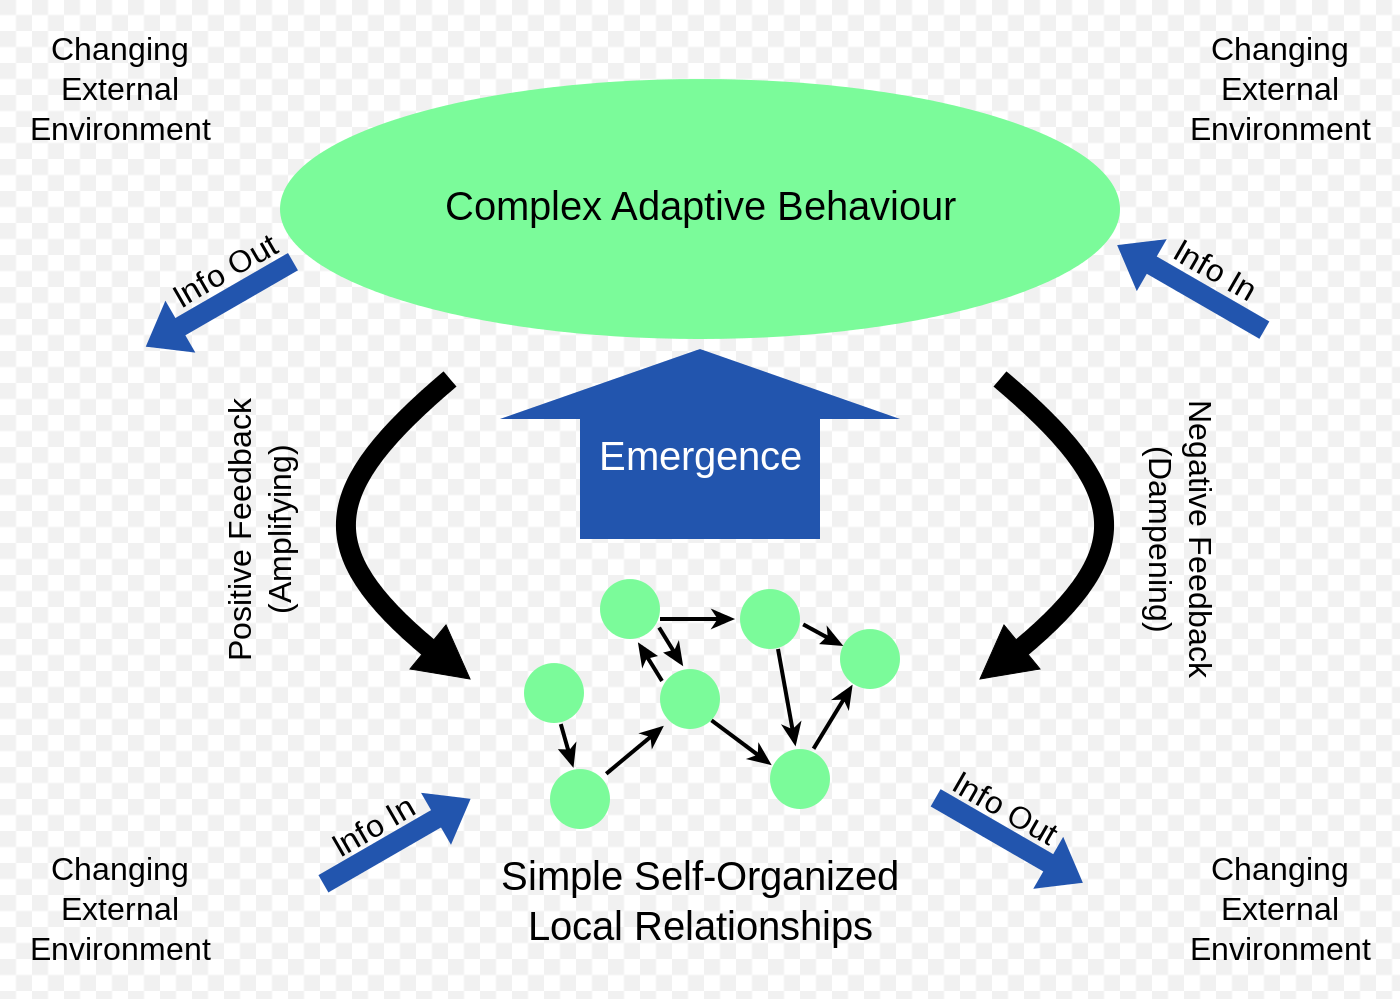 Changing
External
Environment
Changing
External
Environment
Complex Adaptive Behaviour
Info Out
Info In
Positive Feedback
(Amplifying)
Emergence
Negative Feedback
(Dampening)
Info In
Info Out
Simple Self-Organized
Local Relationships
Changing
External
Environment
Changing
External
Environment